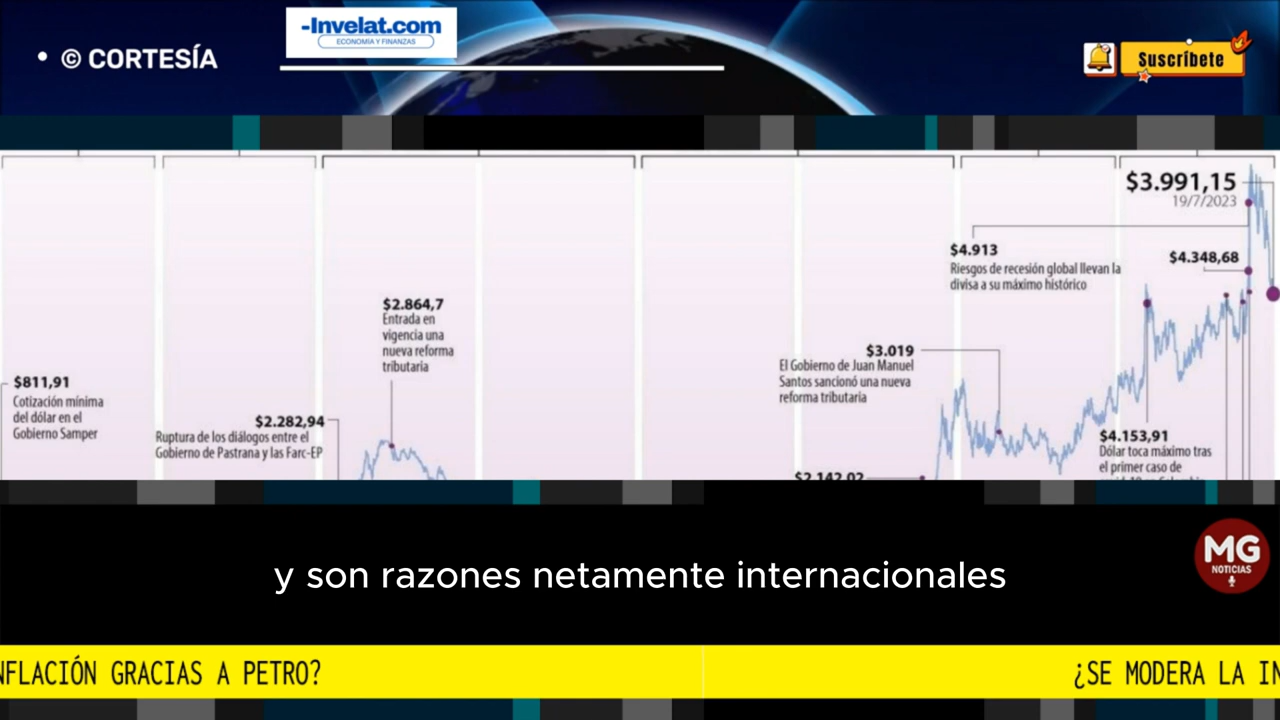 • © CORTESÍA
-Invelat.com
ECONOMIA Y FINANZAS
Suscríbete
$3.991,15
19/7/2023
$4.913
Riesgos de recesión global llevan la
divisa a su máximo histórico
$4.348,68
$2.864,7
Entrada en
vigencia una
nueva reforma
tributaria
$3.019
El Gobierno de Juan Manuel
Santos sancionó una nueva
reforma tributaria
$811,91
Cotización mínima
del dólar en el
Gobierno Samper
$2.282,94
Ruptura de los diálogos entre el
Gobierno de Pastrana y las Farc-EP
$4.153,91
Dólar toca máximo tras
el primer caso de
$2.142,02
y son razones netamente internacionales
MG
NOTICIAS
NFLACIÓN GRACIAS A PETRO?
¿SE MODERA LA IN